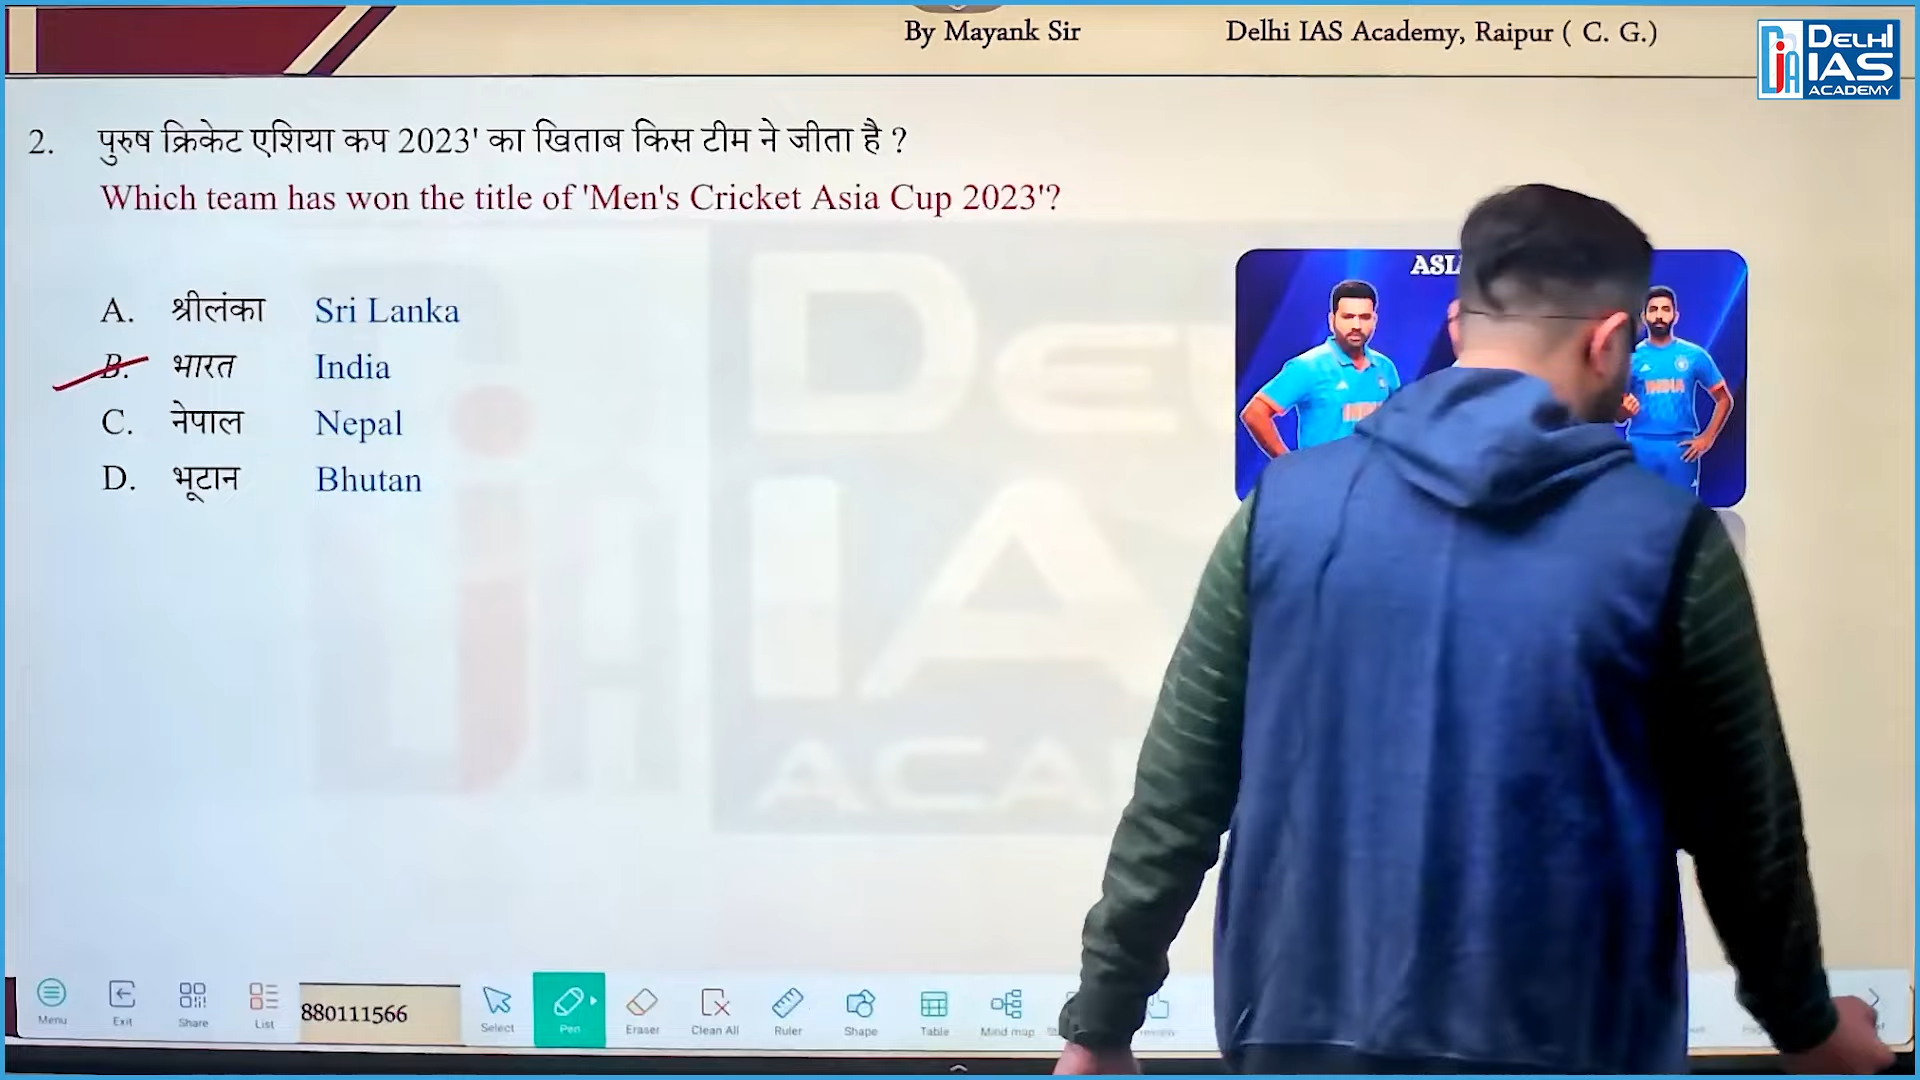 By Mayank Sir
Delhi IAS Academy, Raipur ( C. G.)
DELHI
IAS
ACADEMY
2. पुरुष क्रिकेट एशिया कप 2023' का खिताब किस टीम ने जीता है ?
Which team has won the title of 'Men's Cricket Asia Cup 2023'?
A. श्रीलंका Sri Lanka
B. भारत India
C. नेपाल Nepal
D. भूटान Bhutan
INDIA
880111566
Menu Exit Share List Select Pen Eraser Clean All Ruler Shape Table Mind map